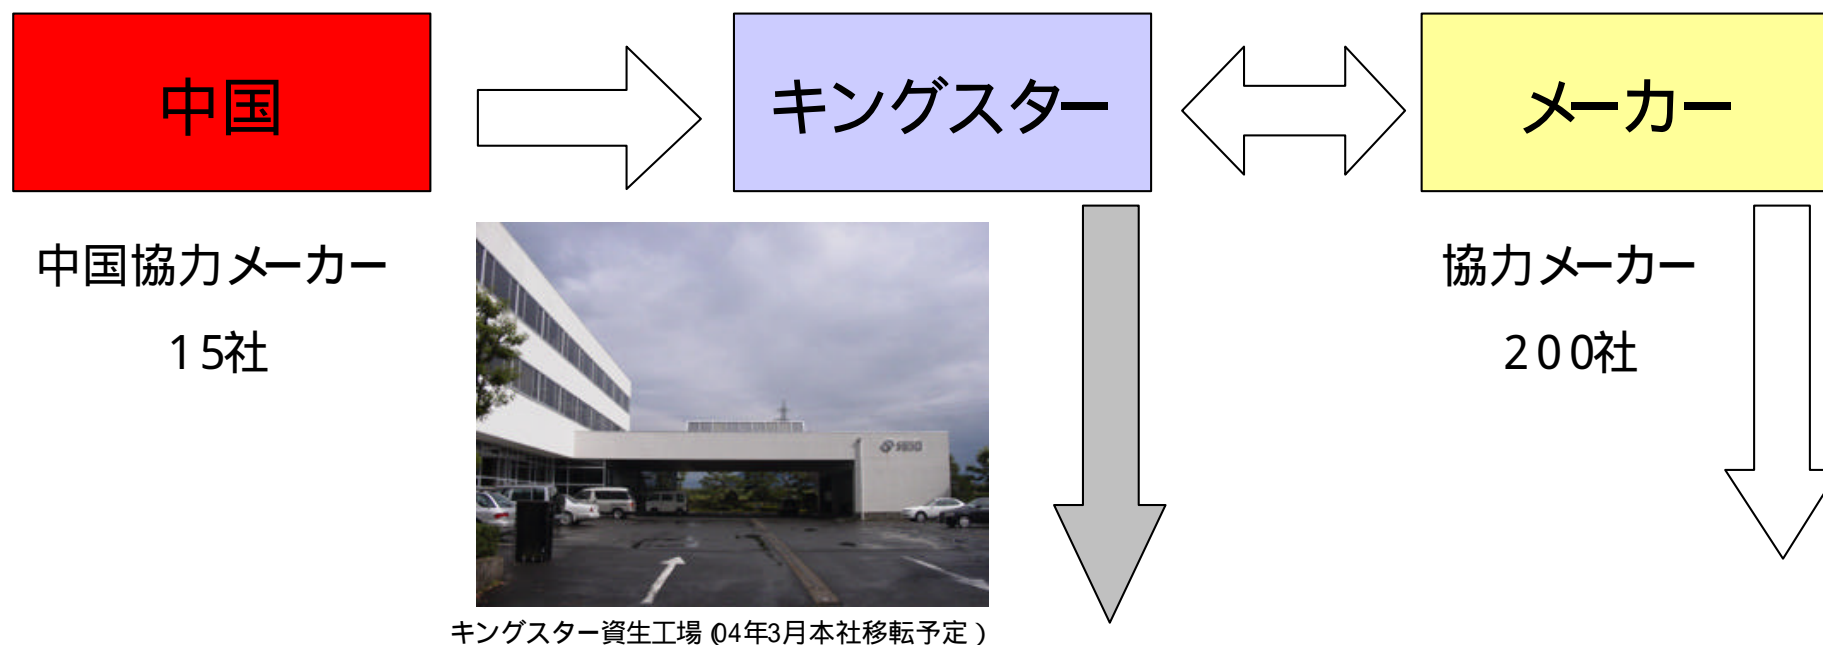 中国
キングスター
メーカー
中国協力メーカー
15社
協力メーカー
200社
キングスター資生工場(04年3月本社移転予定)